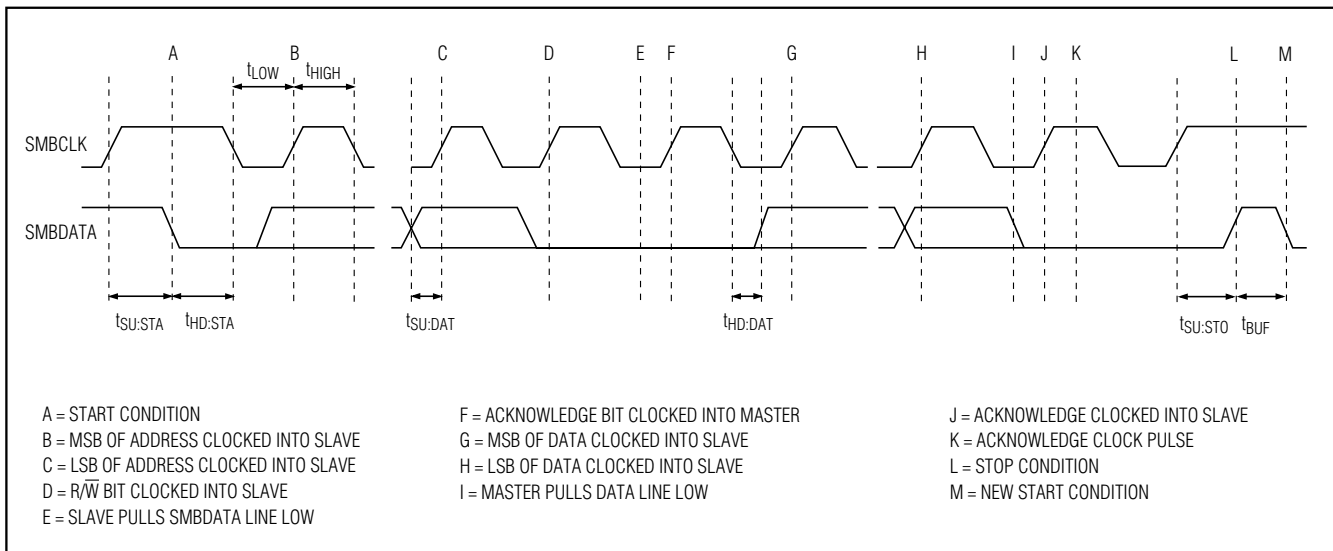 A B C D E F G H I J K L M
tLOW tHIGH
SMBCLK
SMBDATA
tSU:STA tHD:STA tSU:DAT tHD:DAT tSU:STO tBUF
A = START CONDITION
B = MSB OF ADDRESS CLOCKED INTO SLAVE
C = LSB OF ADDRESS CLOCKED INTO SLAVE
D = R/W̅ BIT CLOCKED INTO SLAVE
E = SLAVE PULLS SMBDATA LINE LOW
F = ACKNOWLEDGE BIT CLOCKED INTO MASTER
G = MSB OF DATA CLOCKED INTO SLAVE
H = LSB OF DATA CLOCKED INTO SLAVE
I = MASTER PULLS DATA LINE LOW
J = ACKNOWLEDGE CLOCKED INTO SLAVE
K = ACKNOWLEDGE CLOCK PULSE
L = STOP CONDITION
M = NEW START CONDITION